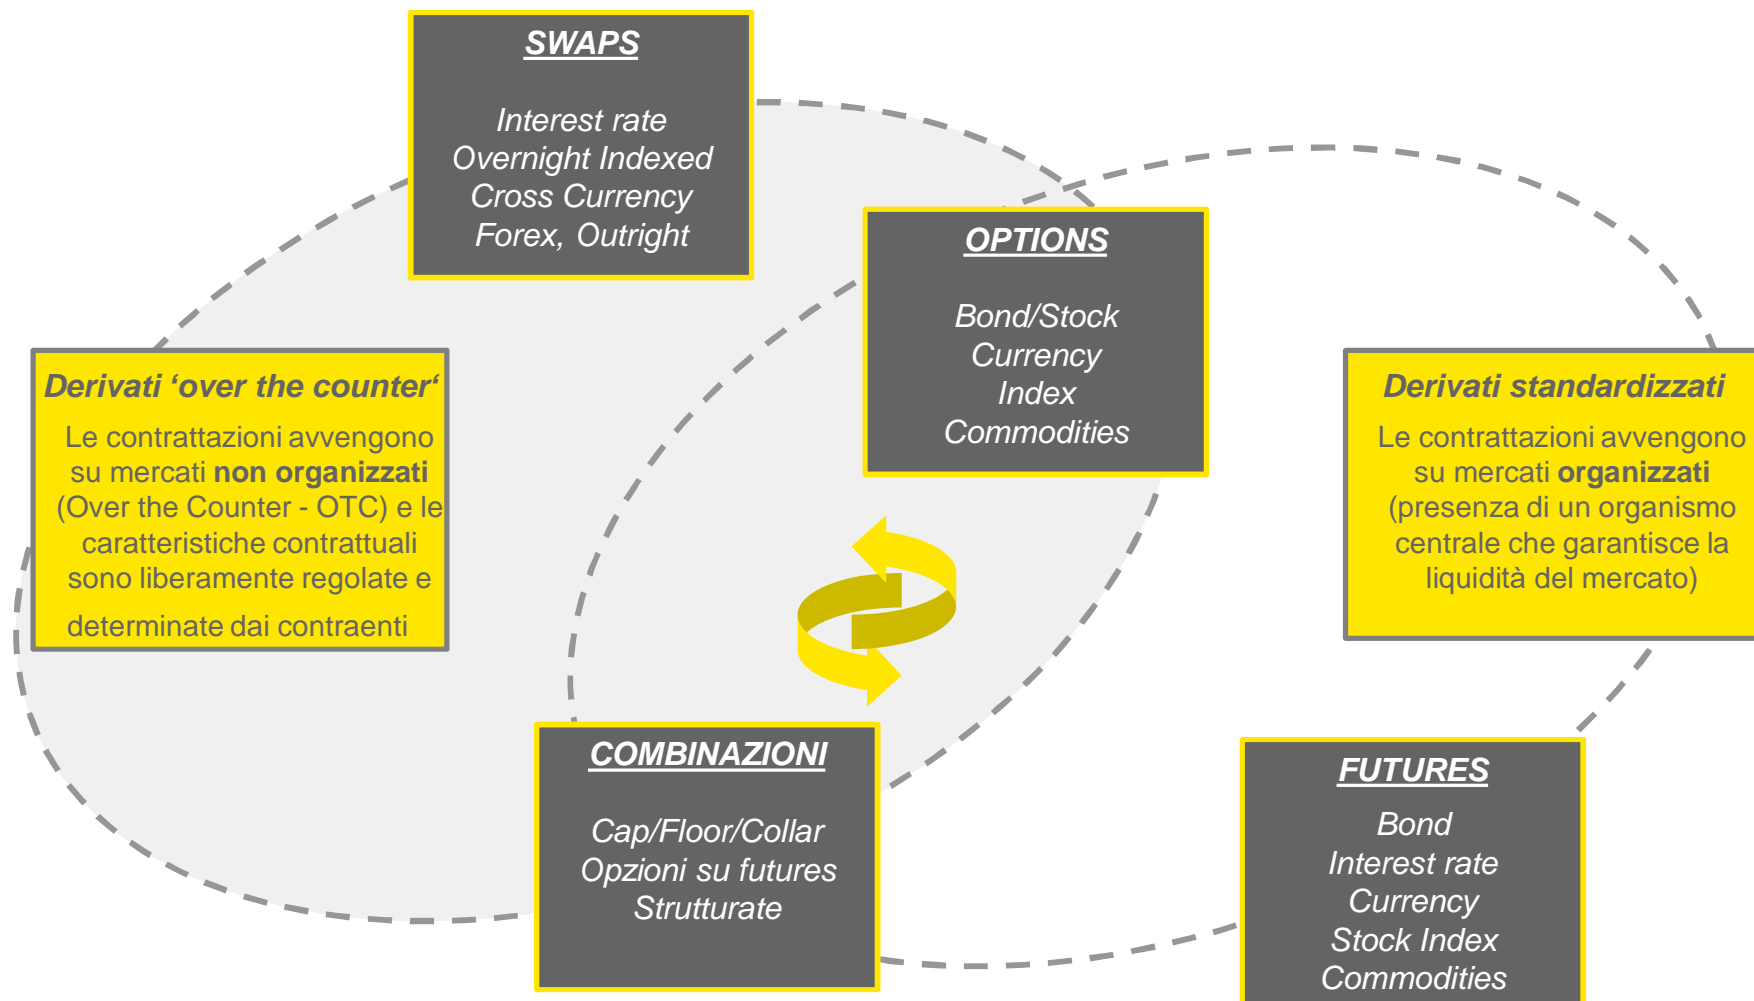 SWAPS
Interest rate
Overnight Indexed
Cross Currency
Forex, Outright
OPTIONS
Bond/Stock
Currency
Index
Commodities
Derivati ‘over the counter‘
Le contrattazioni avvengono
su mercati non organizzati
(Over the Counter - OTC) e le
caratteristiche contrattuali
sono liberamente regolate e
determinate dai contraenti
Derivati standardizzati
Le contrattazioni avvengono
su mercati organizzati
(presenza di un organismo
centrale che garantisce la
liquidità del mercato)
COMBINAZIONI
Cap/Floor/Collar
Opzioni su futures
Strutturate
FUTURES
Bond
Interest rate
Currency
Stock Index
Commodities